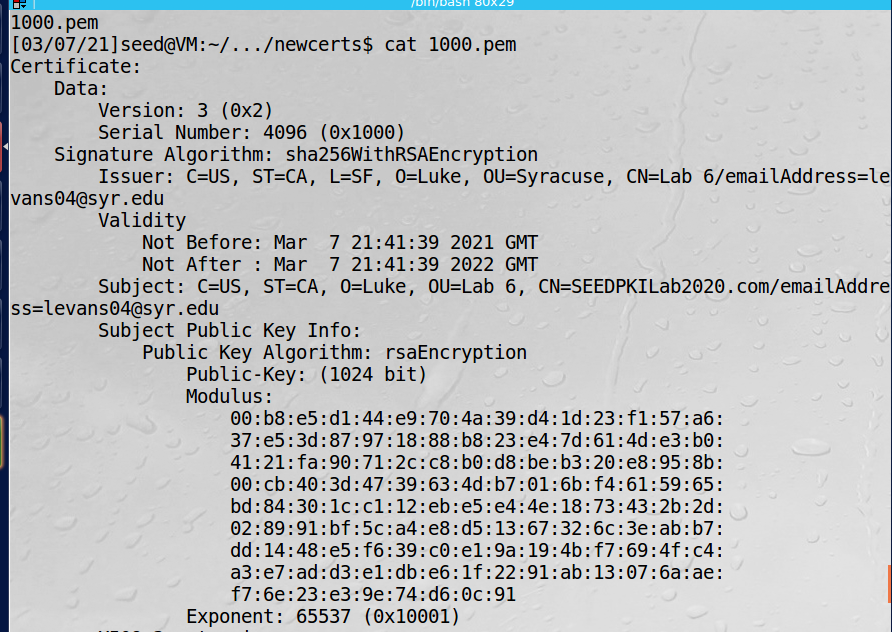 /bin/bash 80x29
1000.pem
[03/07/21]seed@VM:~/.../newcerts$ cat 1000.pem
Certificate:
    Data:
        Version: 3 (0x2)
        Serial Number: 4096 (0x1000)
    Signature Algorithm: sha256WithRSAEncryption
        Issuer: C=US, ST=CA, L=SF, O=Luke, OU=Syracuse, CN=Lab 6/emailAddress=le
vans04@syr.edu
        Validity
            Not Before: Mar  7 21:41:39 2021 GMT
            Not After : Mar  7 21:41:39 2022 GMT
        Subject: C=US, ST=CA, O=Luke, OU=Lab 6, CN=SEEDPKILab2020.com/emailAddre
ss=levans04@syr.edu
        Subject Public Key Info:
            Public Key Algorithm: rsaEncryption
                Public-Key: (1024 bit)
                Modulus:
                    00:b8:e5:d1:44:e9:70:4a:39:d4:1d:23:f1:57:a6:
                    37:e5:3d:87:97:18:88:b8:23:e4:7d:61:4d:e3:b0:
                    41:21:fa:90:71:2c:c8:b0:d8:be:b3:20:e8:95:8b:
                    00:cb:40:3d:47:39:63:4d:b7:01:6b:f4:61:59:65:
                    bd:84:30:1c:c1:12:eb:e5:e4:4e:18:73:43:2b:2d:
                    02:89:91:bf:5c:a4:e8:d5:13:67:32:6c:3e:ab:b7:
                    dd:14:48:e5:f6:39:c0:e1:9a:19:4b:f7:69:4f:c4:
                    a3:e7:ad:d3:e1:db:e6:1f:22:91:ab:13:07:6a:ae:
                    f7:6e:23:e3:9e:74:d6:0c:91
                Exponent: 65537 (0x10001)